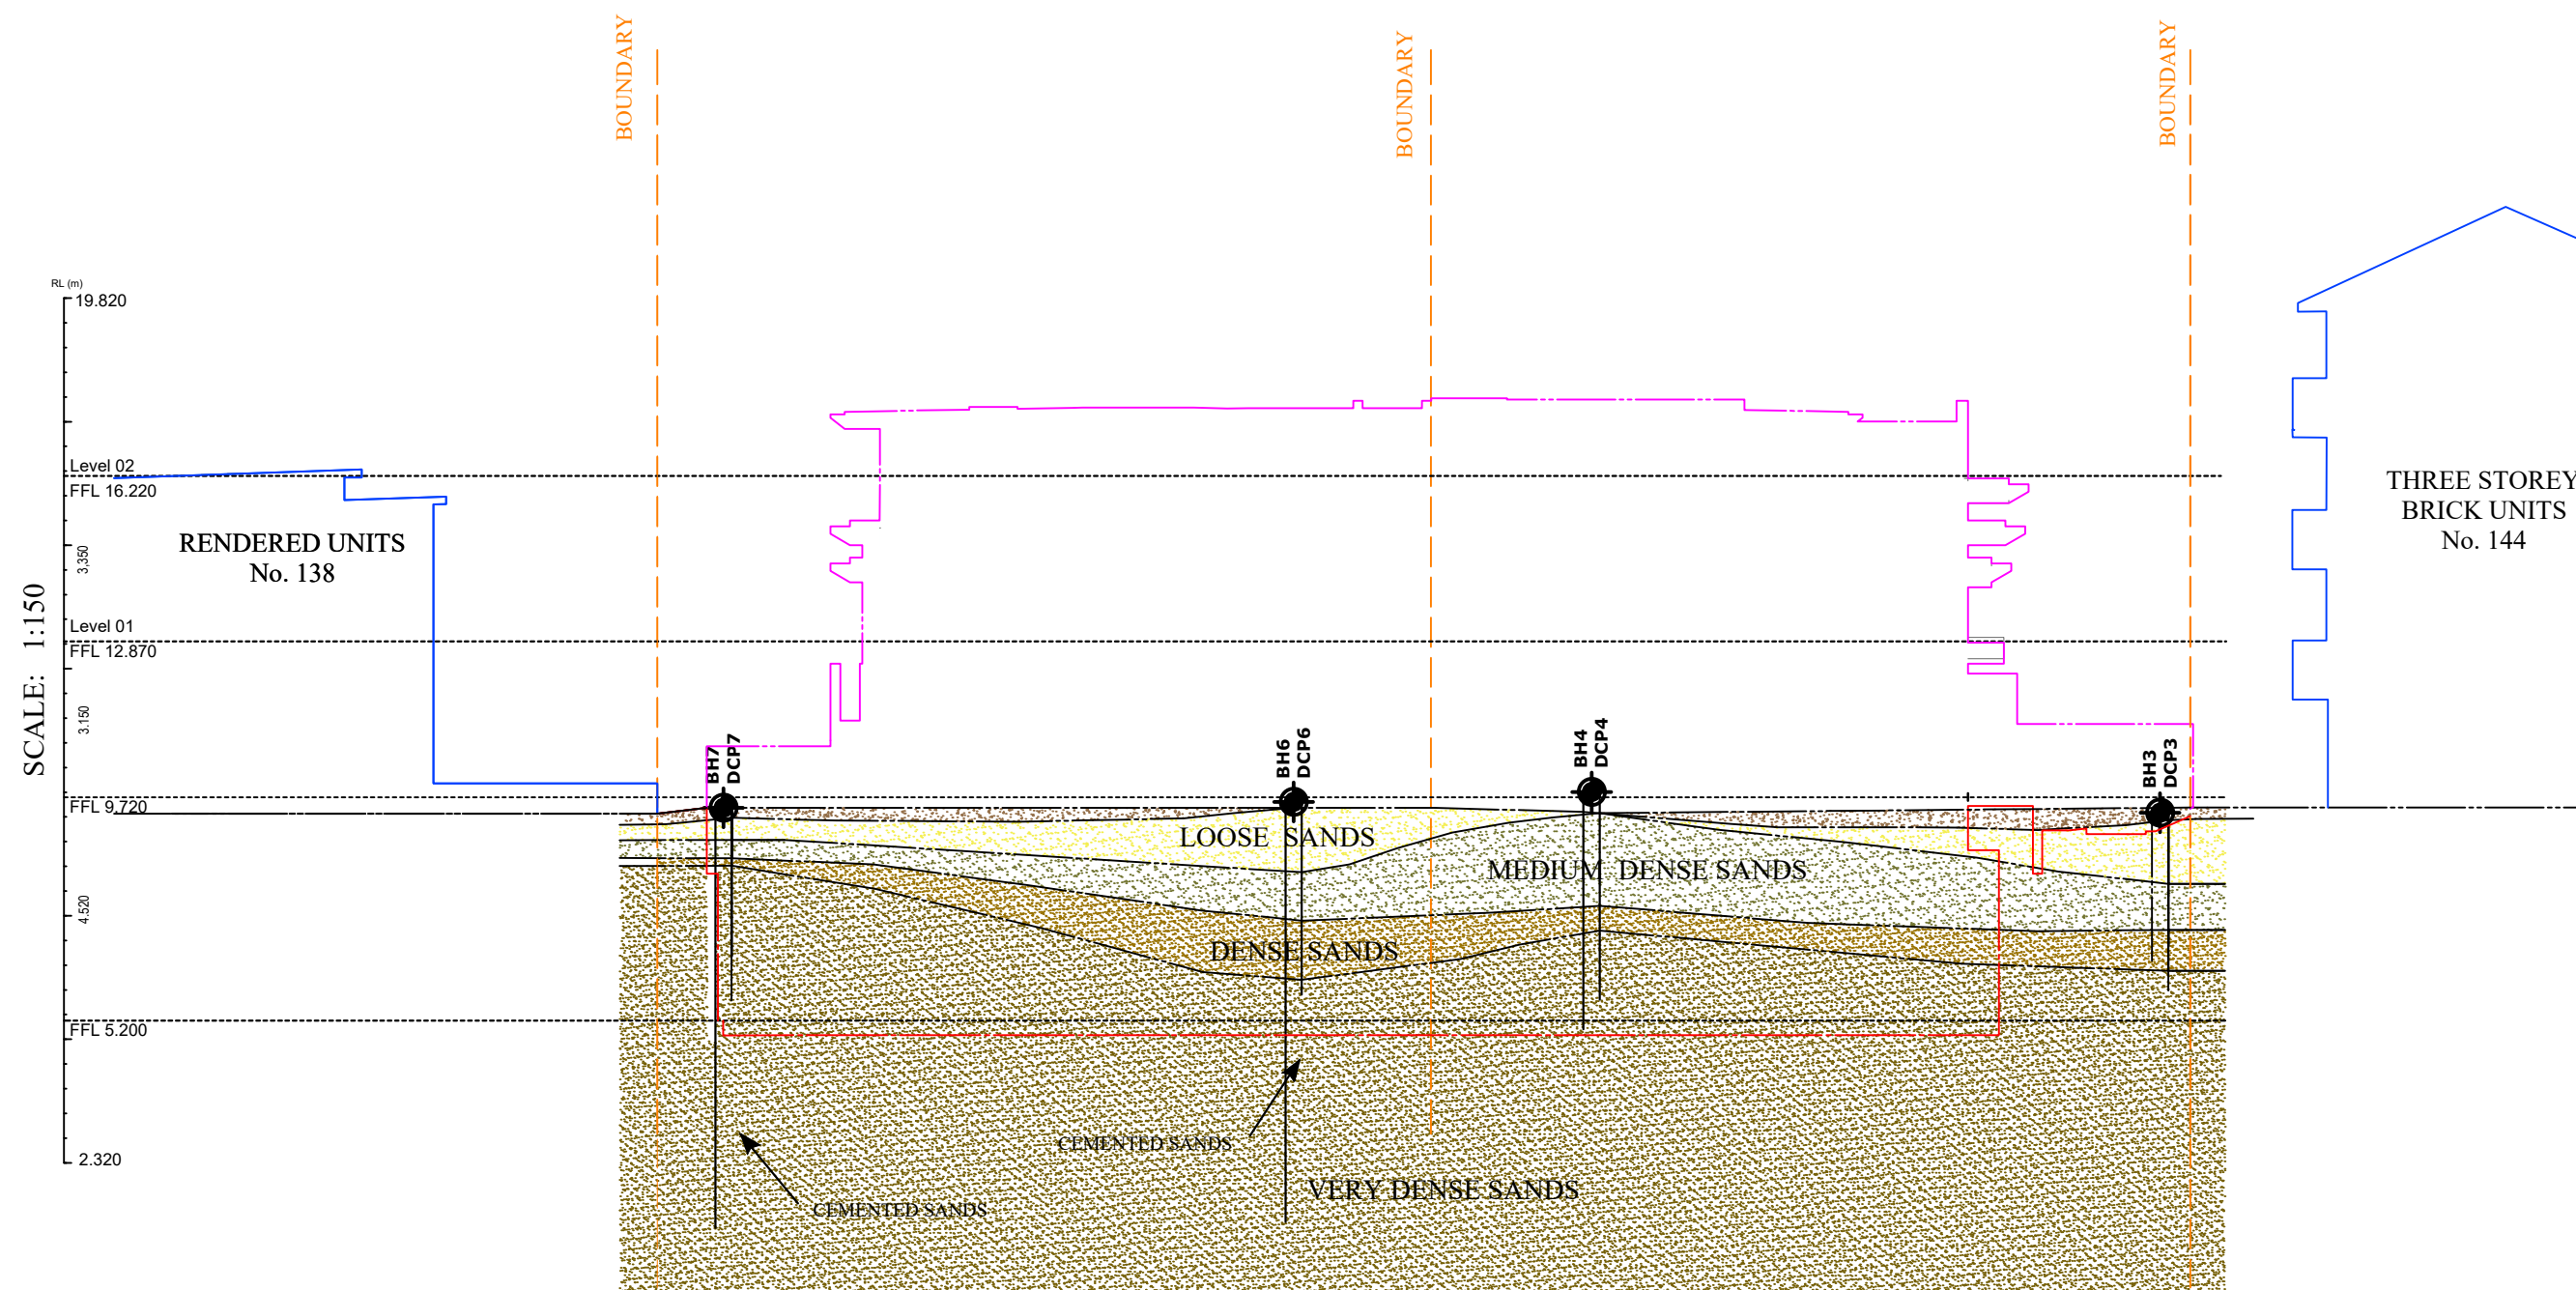 BOUNDARY
BOUNDARY
BOUNDARY
RL (m)
19.820
Level 02
FFL 16.220
3,350
Level 01
FFL 12.870
3.150
FFL 9.720
4.520
FFL 5.200
2.320
SCALE: 1:150
RENDERED UNITS
No. 138
THREE STOREY
BRICK UNITS
No. 144
BH7
DCP7
BH6
DCP6
BH4
DCP4
BH3
DCP3
LOOSE SANDS
MEDIUM DENSE SANDS
DENSE SANDS
CEMENTED SANDS
VERY DENSE SANDS
CEMENTED SANDS